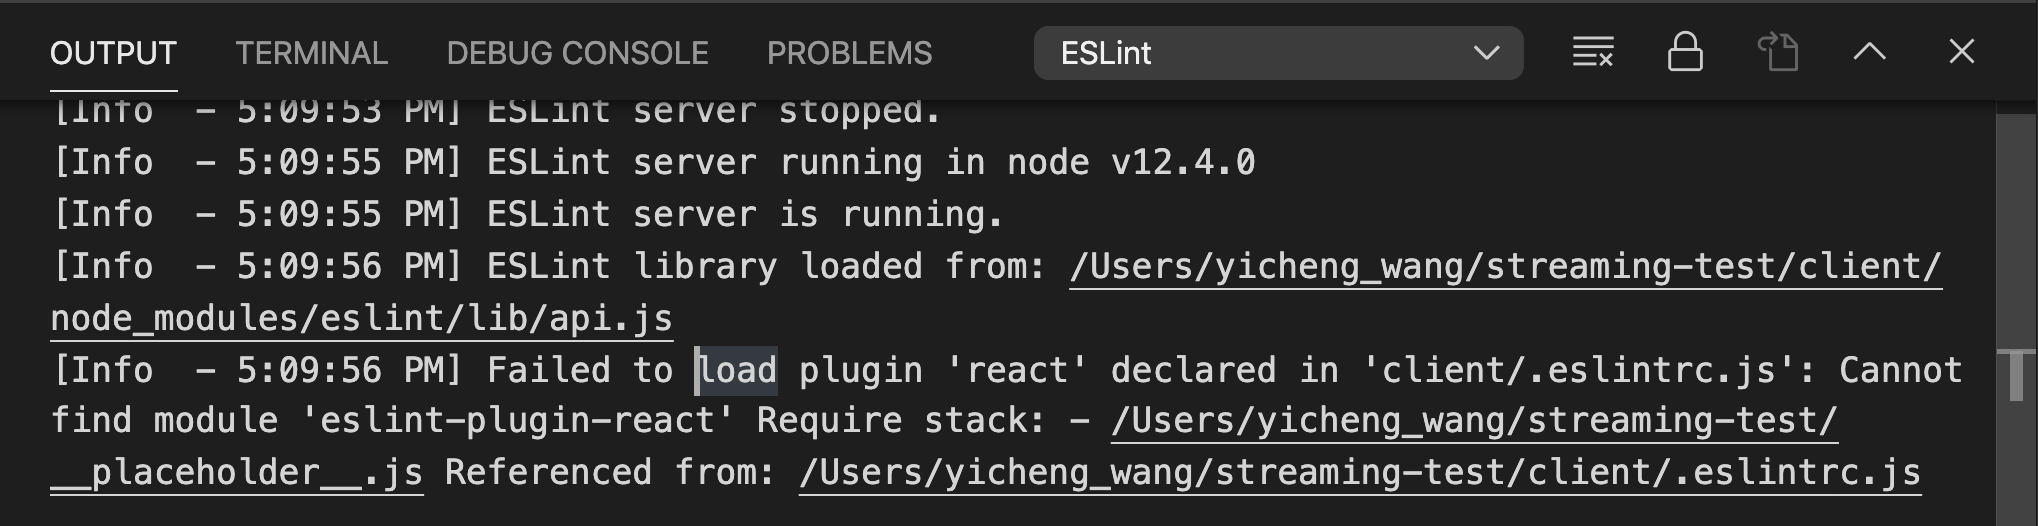 OUTPUT TERMINAL DEBUG CONSOLE PROBLEMS ESLint
[Info  - 5:09:53 PM] ESLint server stopped.
[Info  - 5:09:55 PM] ESLint server running in node v12.4.0
[Info  - 5:09:55 PM] ESLint server is running.
[Info  - 5:09:56 PM] ESLint library loaded from: /Users/yicheng_wang/streaming-test/client/
node_modules/eslint/lib/api.js
[Info  - 5:09:56 PM] Failed to load plugin 'react' declared in 'client/.eslintrc.js': Cannot
find module 'eslint-plugin-react' Require stack: - /Users/yicheng_wang/streaming-test/
__placeholder__.js Referenced from: /Users/yicheng_wang/streaming-test/client/.eslintrc.js